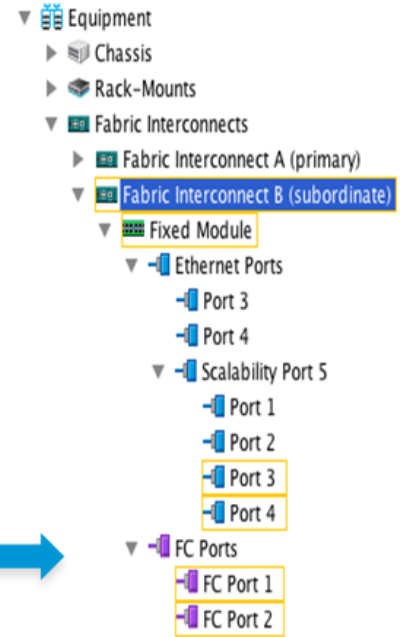 Equipment
Chassis
Rack-Mounts
Fabric Interconnects
Fabric Interconnect A (primary)
Fabric Interconnect B (subordinate)
Fixed Module
Ethernet Ports
Port 3
Port 4
Scalability Port 5
Port 1
Port 2
Port 3
Port 4
FC Ports
FC Port 1
FC Port 2